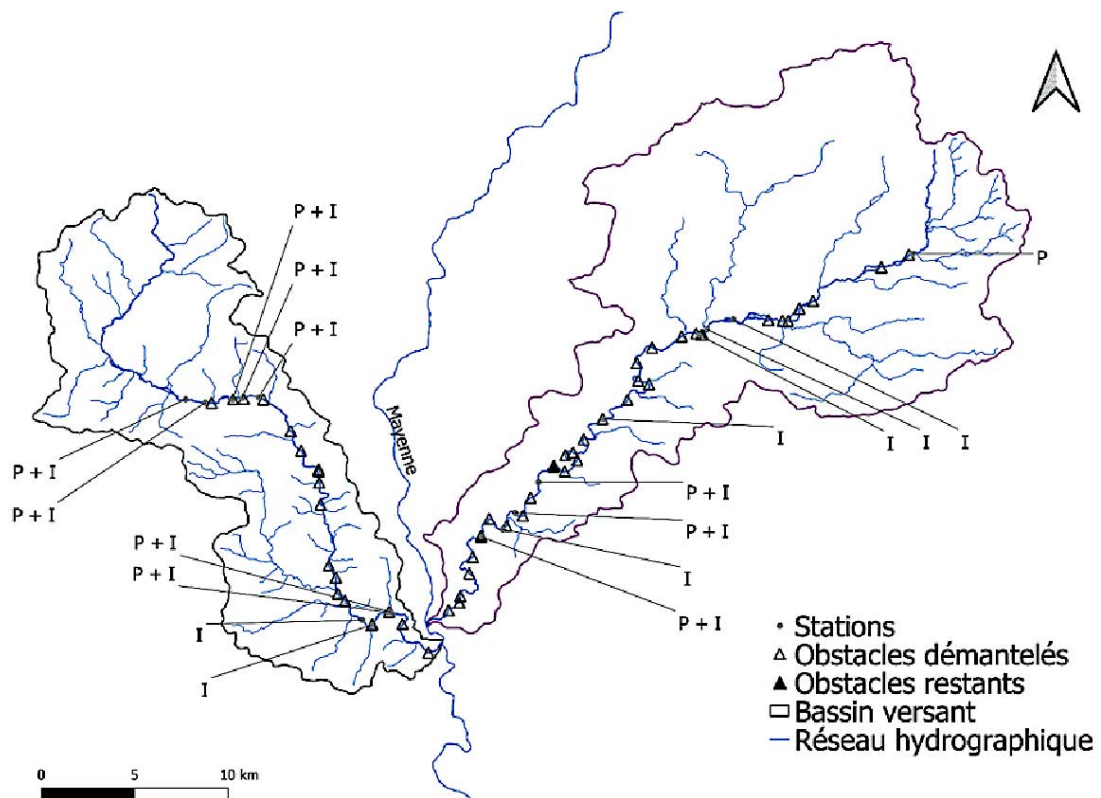 P + I
P + I
P + I
P
Mayenne
I
I
I
I
P + I
P + I
P + I
P + I
P + I
I
P + I
P + I
I
I
Stations
Obstacles démantelés
Obstacles restants
Bassin versant
Réseau hydrographique
0 5 10 km